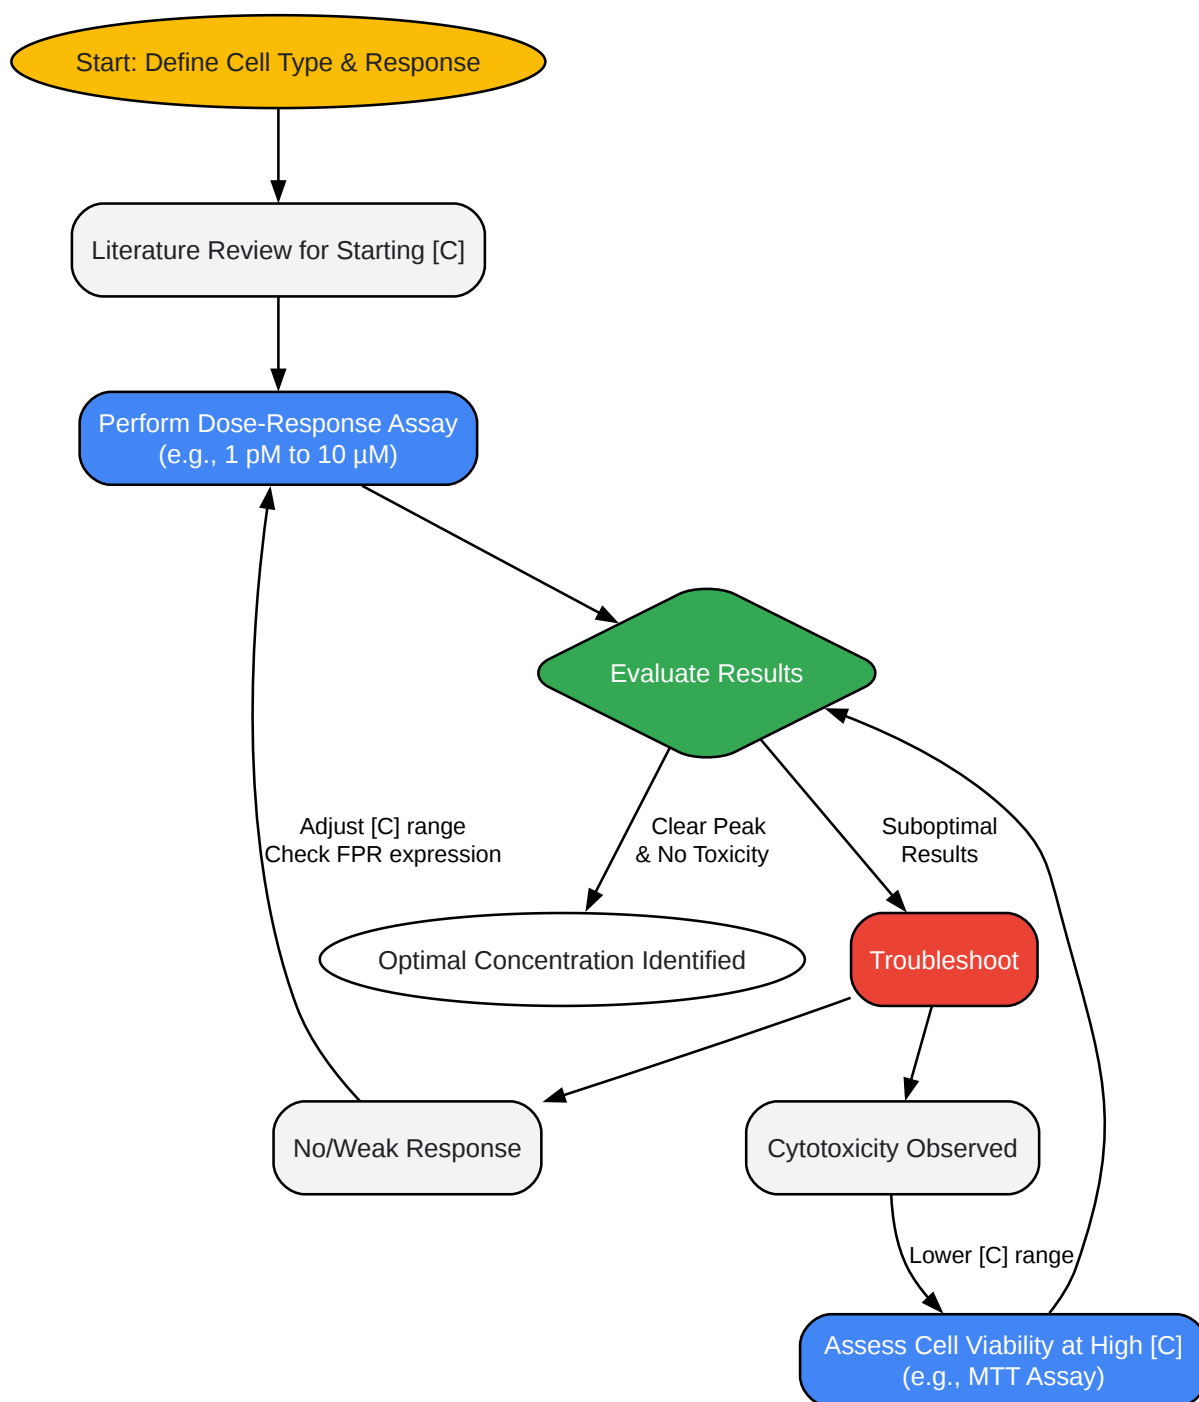 Start: Define Cell Type & Response
Literature Review for Starting [C]
Perform Dose-Response Assay
(e.g., 1 pM to 10 µM)
Evaluate Results
Adjust [C] range
Check FPR expression
Clear Peak
& No Toxicity
Suboptimal
Results
Optimal Concentration Identified
Troubleshoot
No/Weak Response
Cytotoxicity Observed
Lower [C] range
Assess Cell Viability at High [C]
(e.g., MTT Assay)